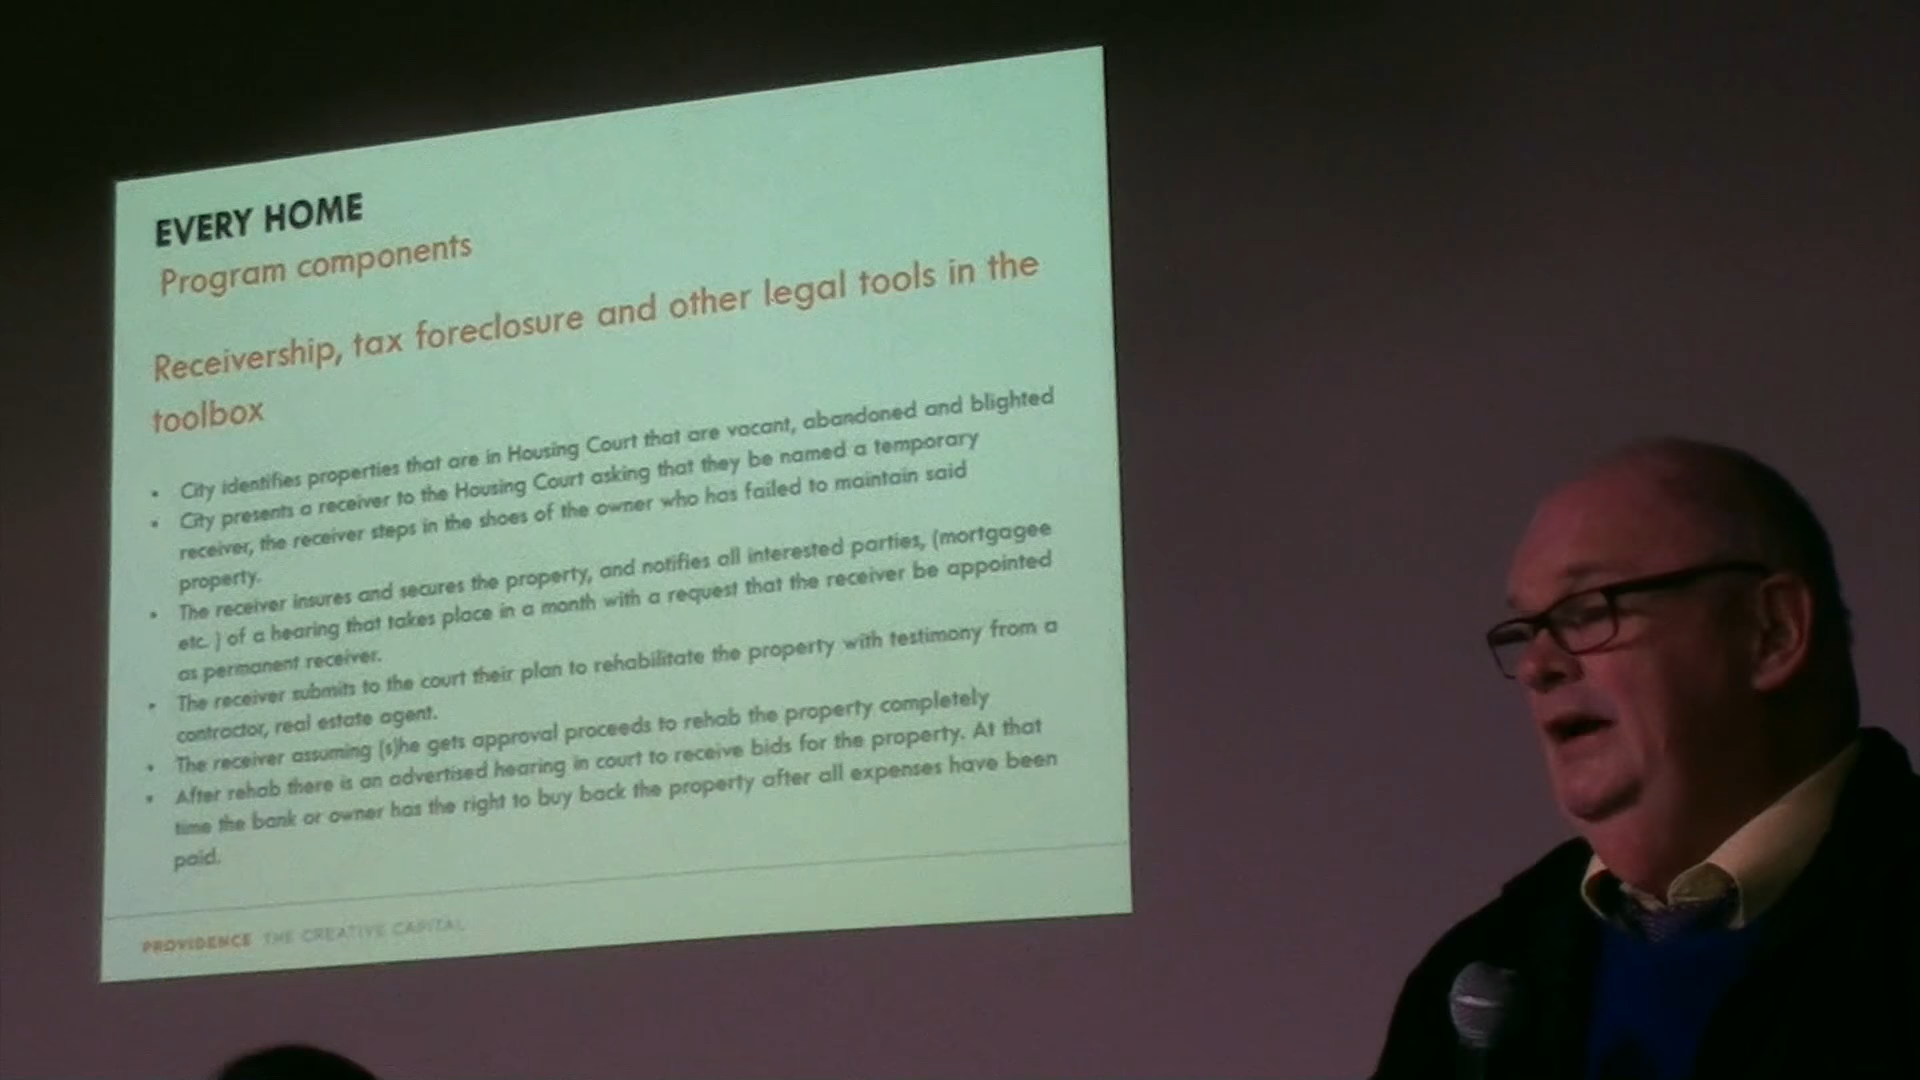 EVERY HOME
Program components
Receivership, tax foreclosure and other legal tools in the
toolbox
• City identifies properties that are in Housing Court that are vacant, abandoned and blighted
• City presents a receiver to the Housing Court asking that they be named a temporary
receiver, the receiver steps in the shoes of the owner who has failed to maintain said
property.
• The receiver insures and secures the property, and notifies all interested parties, (mortgagee
etc. ) of a hearing that takes place in a month with a request that the receiver be appointed
as permanent receiver.
• The receiver submits to the court their plan to rehabilitate the property with testimony from a
contractor, real estate agent.
• The receiver assuming (s)he gets approval proceeds to rehab the property completely
• After rehab there is an advertised hearing in court to receive bids for the property. At that
time the bank or owner has the right to buy back the property after all expenses have been
paid.
PROVIDENCE THE CREATIVE CAPITAL